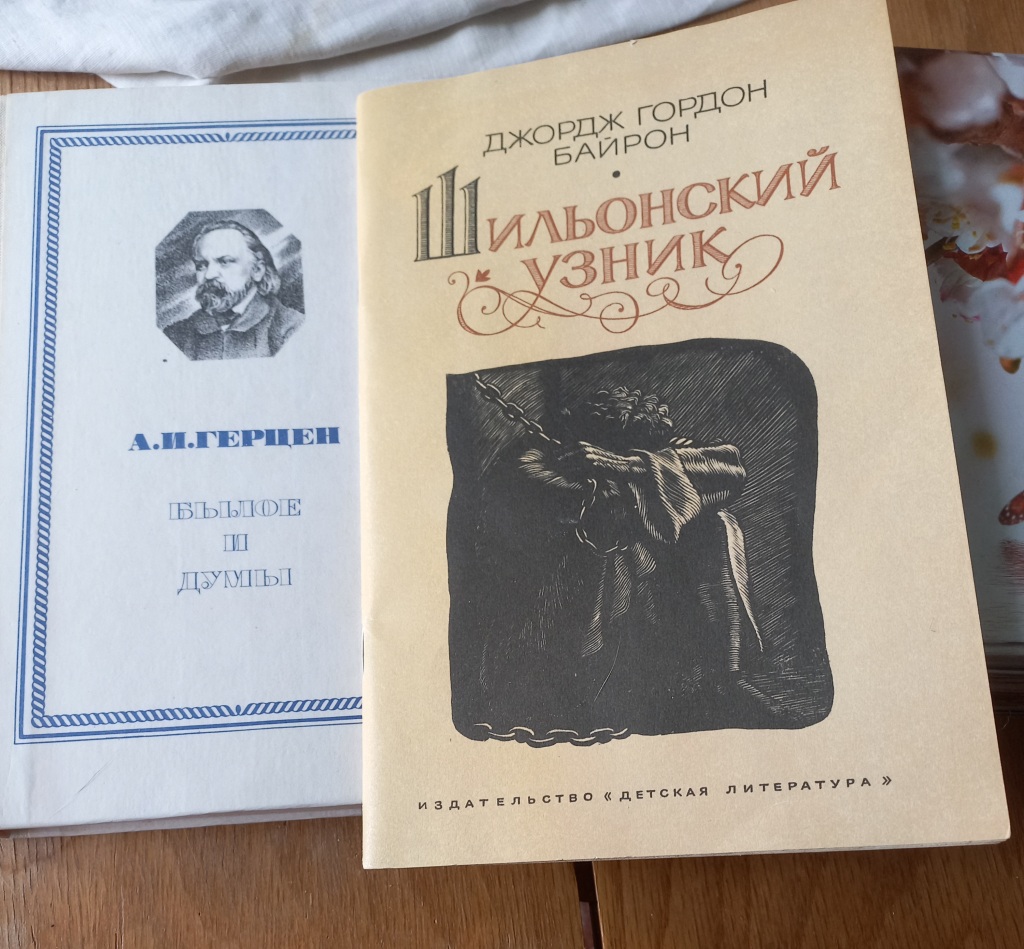 А.И.ГЕРЦЕН
БЫЛОЕ
И
ДУМЫ
ДЖОРДЖ ГОРДОН
БАЙРОН
•
ШИЛЬОНСКИЙ
УЗНИК
ИЗДАТЕЛЬСТВО «ДЕТСКАЯ ЛИТЕРАТУРА»